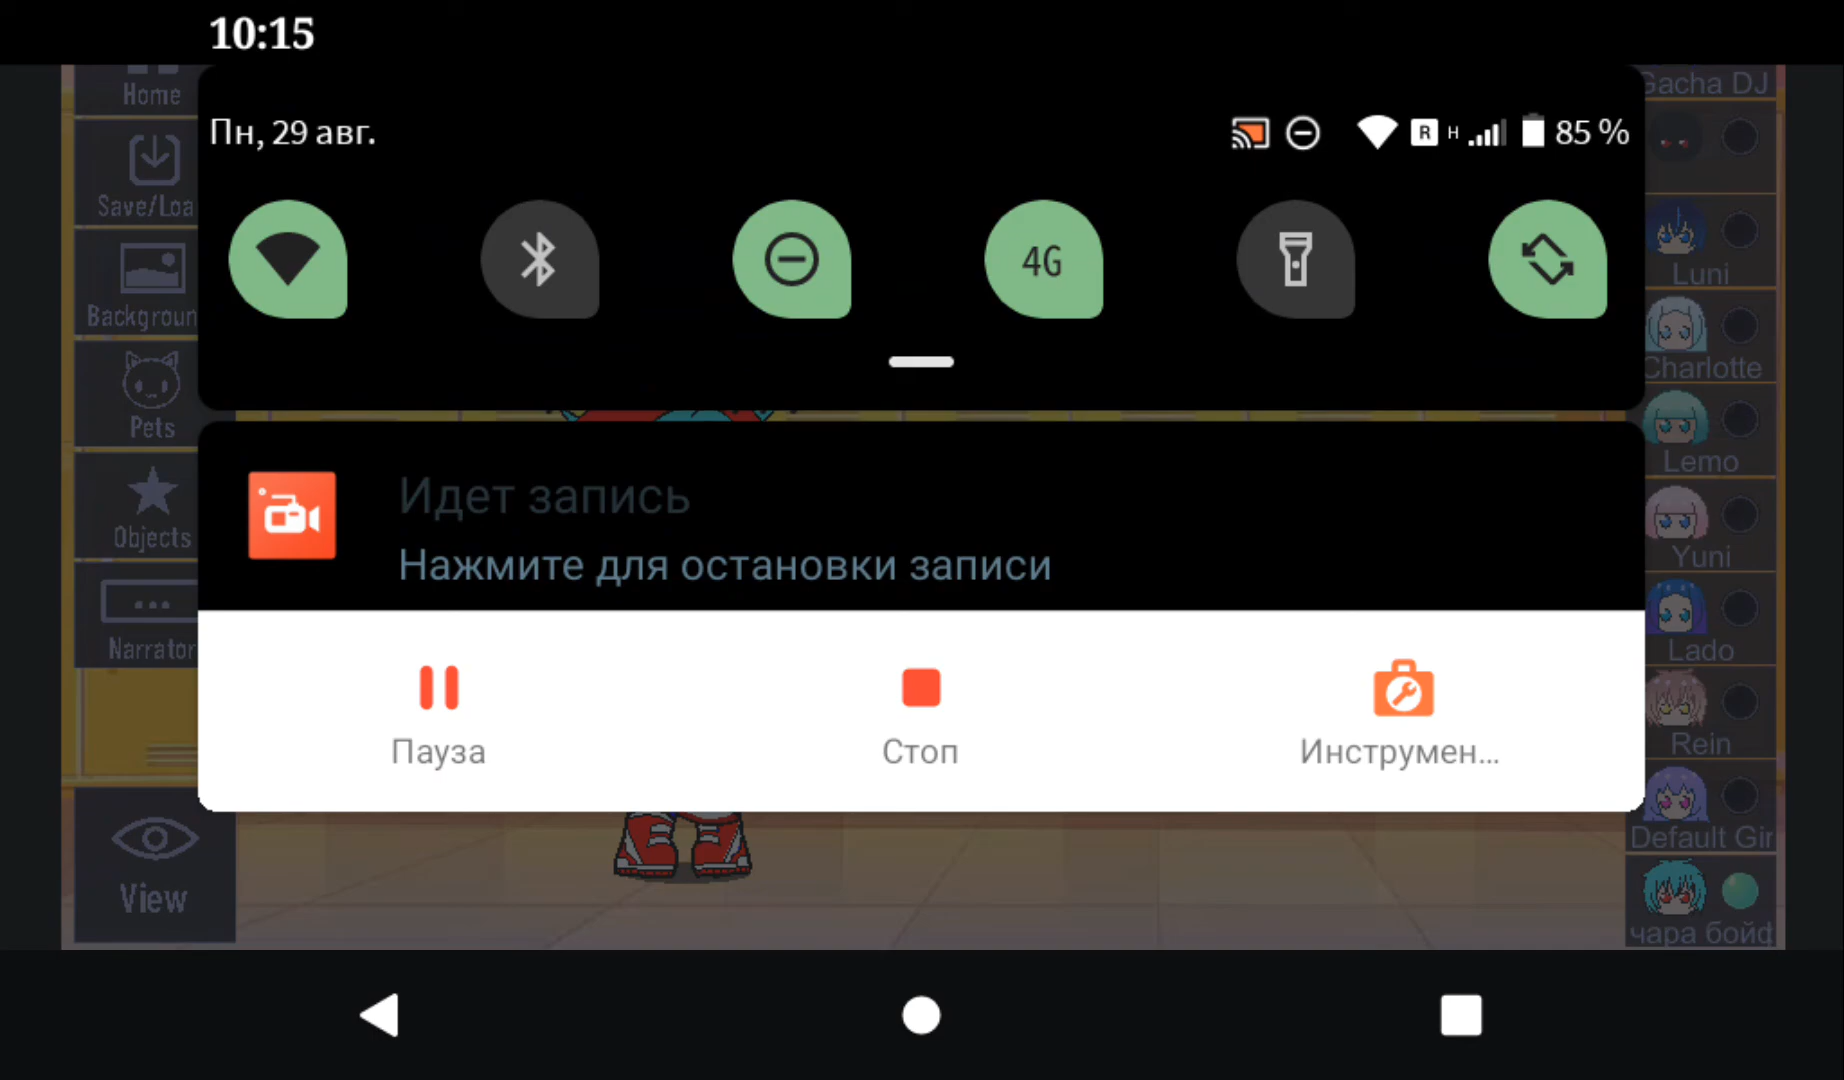 10:15
Пн, 29 авг.
R H 85 %
4G
Идет запись
Нажмите для остановки записи
Пауза
Стоп
Инструмен...
Home
Save/Loa
Backgroun
Pets
Objects
Narrator
View
Gacha DJ
Luni
Charlotte
Lemo
Yuni
Lado
Rein
Default Gir
чара бойф